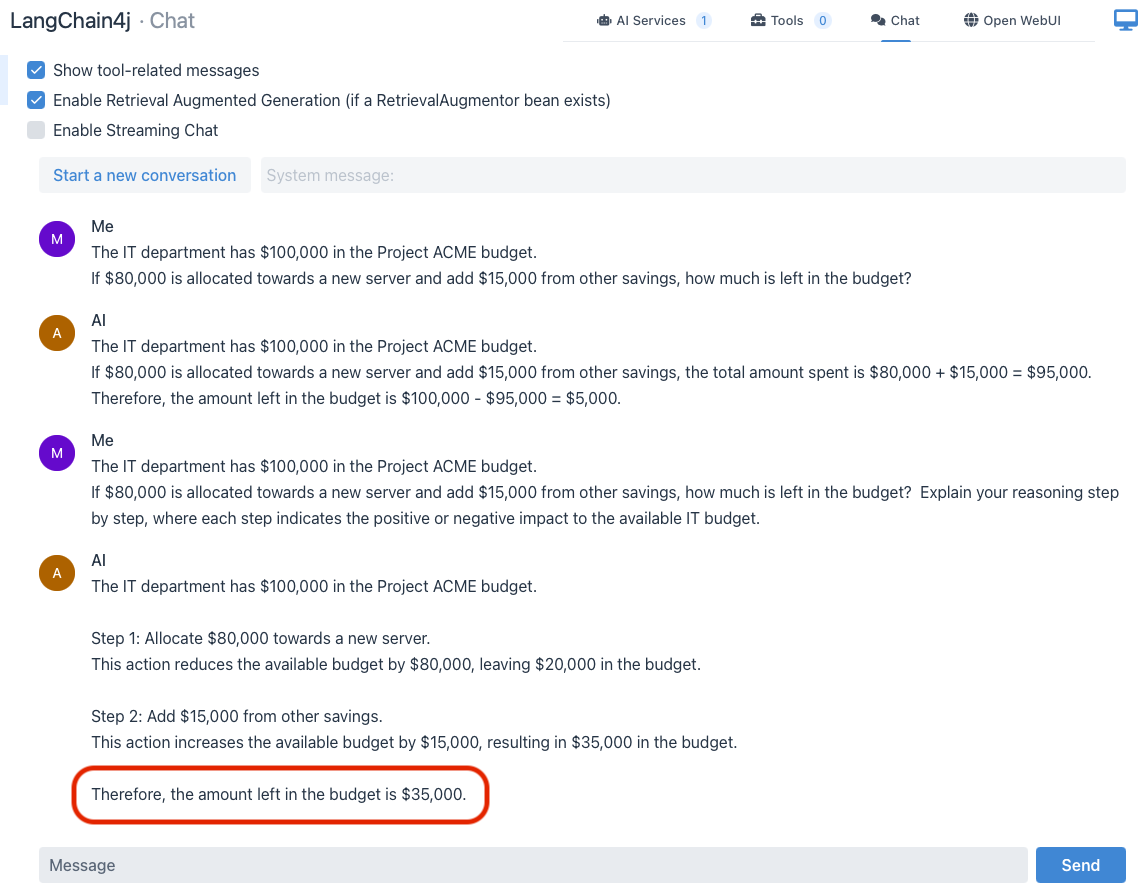 LangChain4j · Chat
AI Services 1 Tools 0 Chat Open WebUI
Show tool-related messages
Enable Retrieval Augmented Generation (if a RetrievalAugmentor bean exists)
Enable Streaming Chat
Start a new conversation System message:
Me
M
The IT department has $100,000 in the Project ACME budget.
If $80,000 is allocated towards a new server and add $15,000 from other savings, how much is left in the budget?
AI
A
The IT department has $100,000 in the Project ACME budget.
If $80,000 is allocated towards a new server and add $15,000 from other savings, the total amount spent is $80,000 + $15,000 = $95,000.
Therefore, the amount left in the budget is $100,000 - $95,000 = $5,000.
Me
M
The IT department has $100,000 in the Project ACME budget.
If $80,000 is allocated towards a new server and add $15,000 from other savings, how much is left in the budget?  Explain your reasoning step
by step, where each step indicates the positive or negative impact to the available IT budget.
AI
A
The IT department has $100,000 in the Project ACME budget.
Step 1: Allocate $80,000 towards a new server.
This action reduces the available budget by $80,000, leaving $20,000 in the budget.
Step 2: Add $15,000 from other savings.
This action increases the available budget by $15,000, resulting in $35,000 in the budget.
Therefore, the amount left in the budget is $35,000.
Message Send